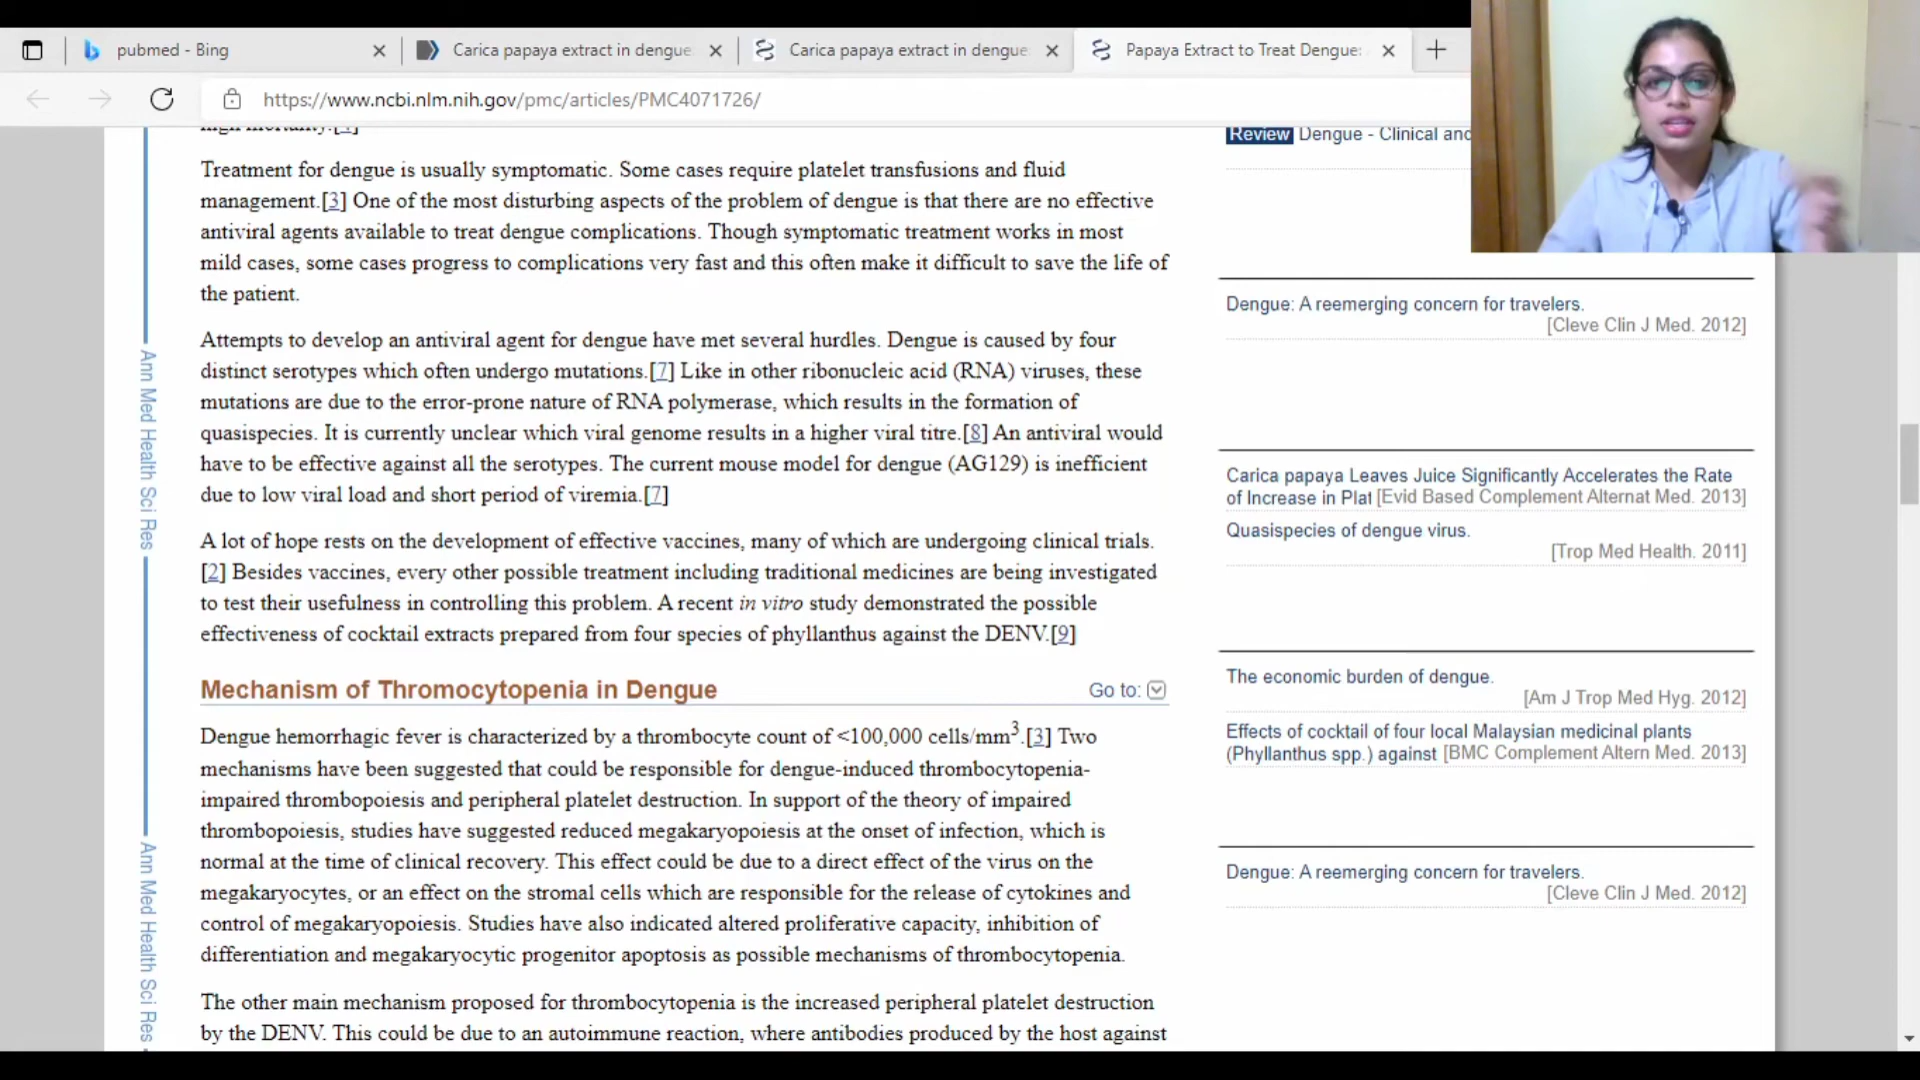 pubmed - Bing
Carica papaya extract in dengue
Carica papaya extract in dengue
Papaya Extract to Treat Dengue:
https://www.ncbi.nlm.nih.gov/pmc/articles/PMC4071726/
high mortality.[4]
Treatment for dengue is usually symptomatic. Some cases require platelet transfusions and fluid
management.[3] One of the most disturbing aspects of the problem of dengue is that there are no effective
antiviral agents available to treat dengue complications. Though symptomatic treatment works in most
mild cases, some cases progress to complications very fast and this often make it difficult to save the life of
the patient.
Attempts to develop an antiviral agent for dengue have met several hurdles. Dengue is caused by four
distinct serotypes which often undergo mutations.[7] Like in other ribonucleic acid (RNA) viruses, these
mutations are due to the error-prone nature of RNA polymerase, which results in the formation of
quasispecies. It is currently unclear which viral genome results in a higher viral titre.[8] An antiviral would
have to be effective against all the serotypes. The current mouse model for dengue (AG129) is inefficient
due to low viral load and short period of viremia.[7]
A lot of hope rests on the development of effective vaccines, many of which are undergoing clinical trials.
[2] Besides vaccines, every other possible treatment including traditional medicines are being investigated
to test their usefulness in controlling this problem. A recent in vitro study demonstrated the possible
effectiveness of cocktail extracts prepared from four species of phyllanthus against the DENV.[9]
Mechanism of Thromocytopenia in Dengue
Go to:
Dengue hemorrhagic fever is characterized by a thrombocyte count of <100,000 cells/mm3.[3] Two
mechanisms have been suggested that could be responsible for dengue-induced thrombocytopenia-
impaired thrombopoiesis and peripheral platelet destruction. In support of the theory of impaired
thrombopoiesis, studies have suggested reduced megakaryopoiesis at the onset of infection, which is
normal at the time of clinical recovery. This effect could be due to a direct effect of the virus on the
megakaryocytes, or an effect on the stromal cells which are responsible for the release of cytokines and
control of megakaryopoiesis. Studies have also indicated altered proliferative capacity, inhibition of
differentiation and megakaryocytic progenitor apoptosis as possible mechanisms of thrombocytopenia.
The other main mechanism proposed for thrombocytopenia is the increased peripheral platelet destruction
by the DENV. This could be due to an autoimmune reaction, where antibodies produced by the host against
Ann Med Health Sci Res
Ann Med Health Sci Res
Review Dengue - Clinical and
Dengue: A reemerging concern for travelers.
[Cleve Clin J Med. 2012]
Carica papaya Leaves Juice Significantly Accelerates the Rate
of Increase in Plat [Evid Based Complement Alternat Med. 2013]
Quasispecies of dengue virus.
[Trop Med Health. 2011]
The economic burden of dengue.
[Am J Trop Med Hyg. 2012]
Effects of cocktail of four local Malaysian medicinal plants
(Phyllanthus spp.) against [BMC Complement Altern Med. 2013]
Dengue: A reemerging concern for travelers.
[Cleve Clin J Med. 2012]